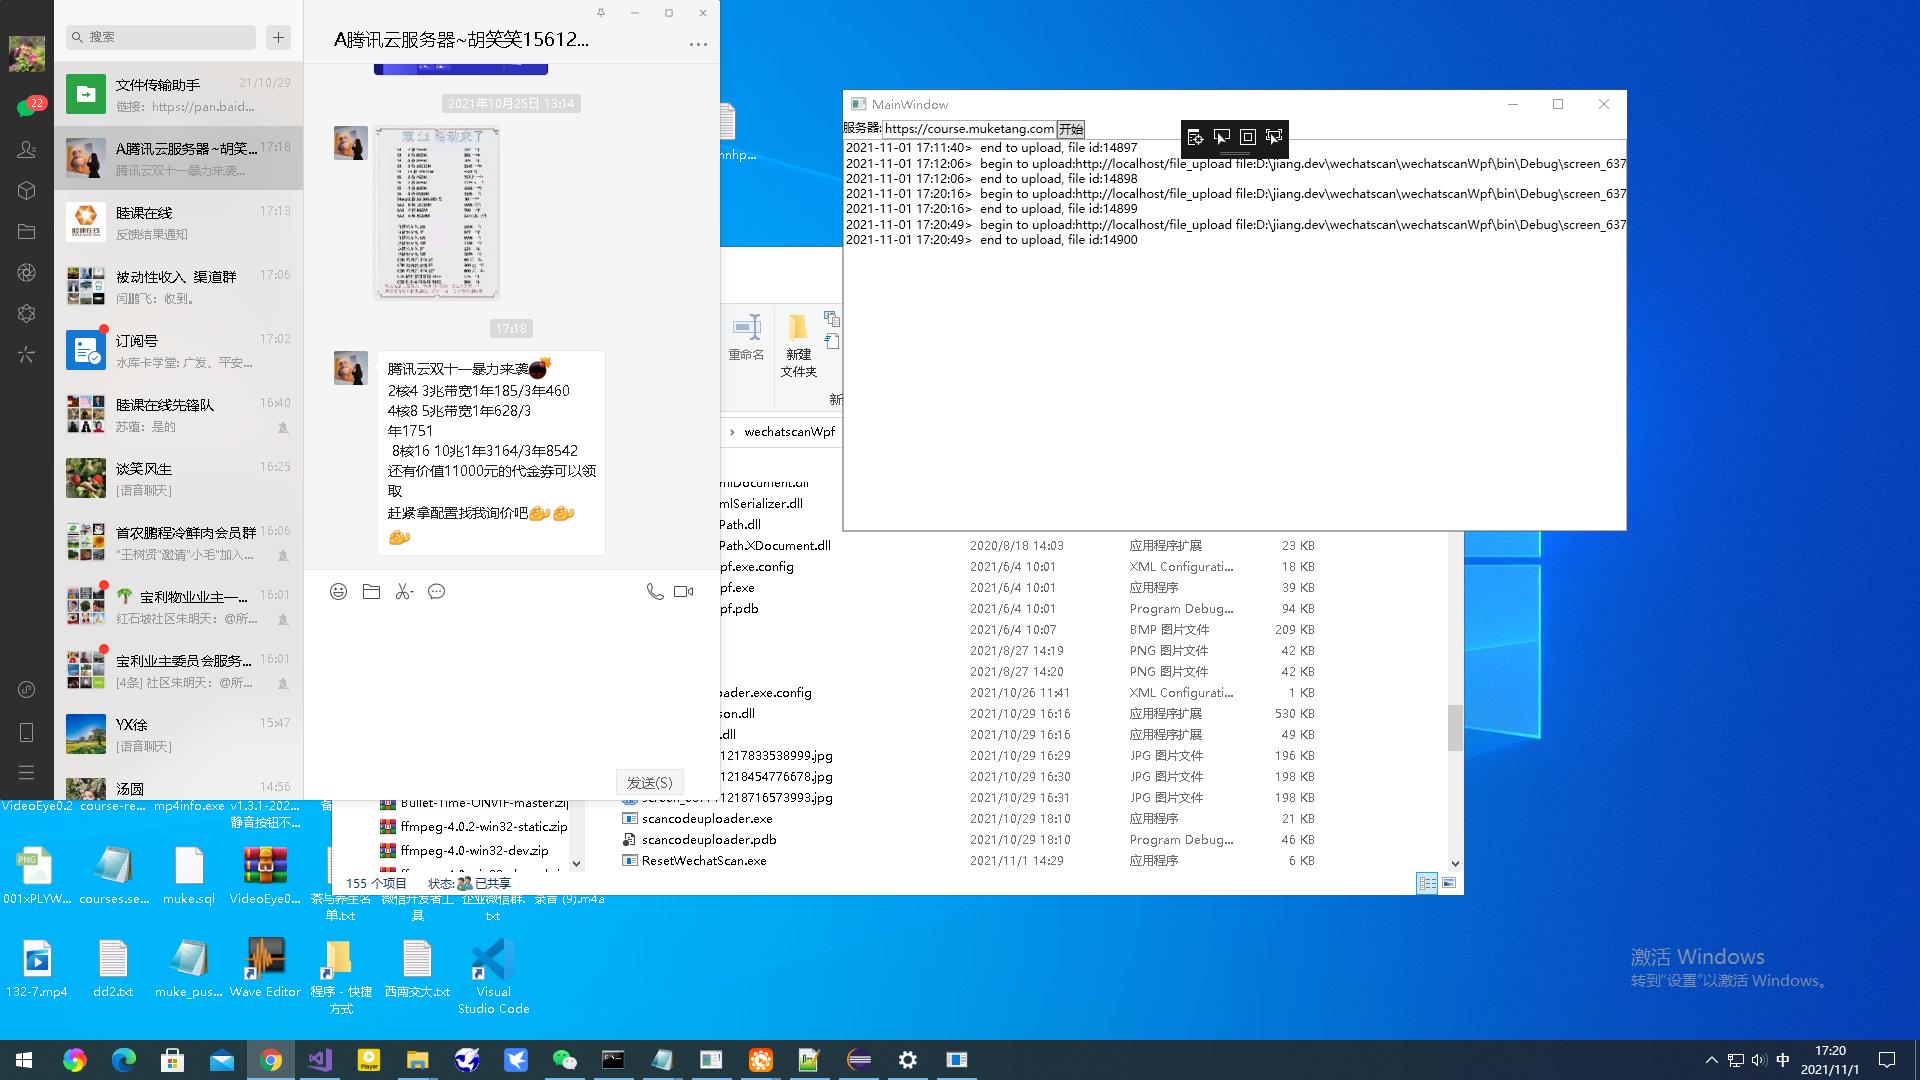 搜索
文件传输助手
21/10/29
链接：https://pan.baid...
22
A腾讯云服务器~胡笑...
17:18
腾讯云双十一暴力来袭...
睦课在线
17:13
反馈结果通知
被动性收入 渠道群
17:06
闫鹏飞：收到。
订阅号
17:02
水库卡学堂: 广发、平安...
睦课在线先锋队
16:40
苏蕴：是的
谈笑风生
16:25
[语音聊天]
首农鹏程冷鲜肉会员群
16:06
"王树贤"邀请"小毛"加入...
宝利物业业主一...
16:01
红石坡社区朱明天：@所...
宝利业主委员会服务...
16:01
[4条] 社区朱明天：@所...
YX徐
15:47
[语音聊天]
汤圆
14:56
A腾讯云服务器~胡笑笑15612...
2021年10月25日 13:14
双11活动来了
17:18
腾讯云双十一暴力来袭
2核4 3兆带宽1年185/3年460
4核8 5兆带宽1年628/3
年1751
8核16 10兆1年3164/3年8542
还有价值11000元的代金券可以领
取
赶紧拿配置找我询价吧
发送(S)
MainWindow
服务器:https://course.muketang.com 开始
2021-11-01 17:11:40> end to upload, file id:14897
2021-11-01 17:12:06> begin to upload:http://localhost/file_upload file:D:\jiang.dev\wechatscan\wechatscanWpf\bin\Debug\screen_637
2021-11-01 17:12:06> end to upload, file id:14898
2021-11-01 17:20:16> begin to upload:http://localhost/file_upload file:D:\jiang.dev\wechatscan\wechatscanWpf\bin\Debug\screen_637
2021-11-01 17:20:16> end to upload, file id:14899
2021-11-01 17:20:49> begin to upload:http://localhost/file_upload file:D:\jiang.dev\wechatscan\wechatscanWpf\bin\Debug\screen_637
2021-11-01 17:20:49> end to upload, file id:14900
nnhp...
重命名
新建
文件夹
新
wechatscanWpf
mlDocument.dll
mlSerializer.dll
Path.dll
Path.XDocument.dll 2020/8/18 14:03 应用程序扩展 23 KB
pf.exe.config 2021/6/4 10:01 XML Configurati... 18 KB
pf.exe 2021/6/4 10:01 应用程序 39 KB
pf.pdb 2021/6/4 10:01 Program Debug... 94 KB
2021/6/4 10:07 BMP 图片文件 209 KB
2021/8/27 14:19 PNG 图片文件 42 KB
2021/8/27 14:20 PNG 图片文件 42 KB
ader.exe.config 2021/10/26 11:41 XML Configurati... 1 KB
son.dll 2021/10/29 16:16 应用程序扩展 530 KB
.dll 2021/10/29 16:16 应用程序扩展 49 KB
1217833538999.jpg 2021/10/29 16:29 JPG 图片文件 196 KB
1218454776678.jpg 2021/10/29 16:30 JPG 图片文件 198 KB
1218716573993.jpg 2021/10/29 16:31 JPG 图片文件 198 KB
scancodeuploader.exe 2021/10/29 18:10 应用程序 21 KB
scancodeuploader.pdb 2021/10/29 18:10 Program Debug... 46 KB
ResetWechatScan.exe 2021/11/1 14:29 应用程序 6 KB
Bullet-Time-ONVIF-master.zip
ffmpeg-4.0.2-win32-static.zip
ffmpeg-4.0-win32-dev.zip
155 个项目 状态: 已共享
VideoEye0.2 course-re... mp4info.exe v1.3.1-202...
静音按钮不...
001xPLYW... courses.se... muke.sql VideoEye0... 茶与养生名
单.txt
微信开发者工
具
企业微信群.
txt
录音 (9).m4a
132-7.mp4 dd2.txt muke_pus... Wave Editor 程序 - 快捷
方式
西南交大.txt Visual
Studio Code
激活 Windows
转到"设置"以激活 Windows。
Player
中
17:20
2021/11/1